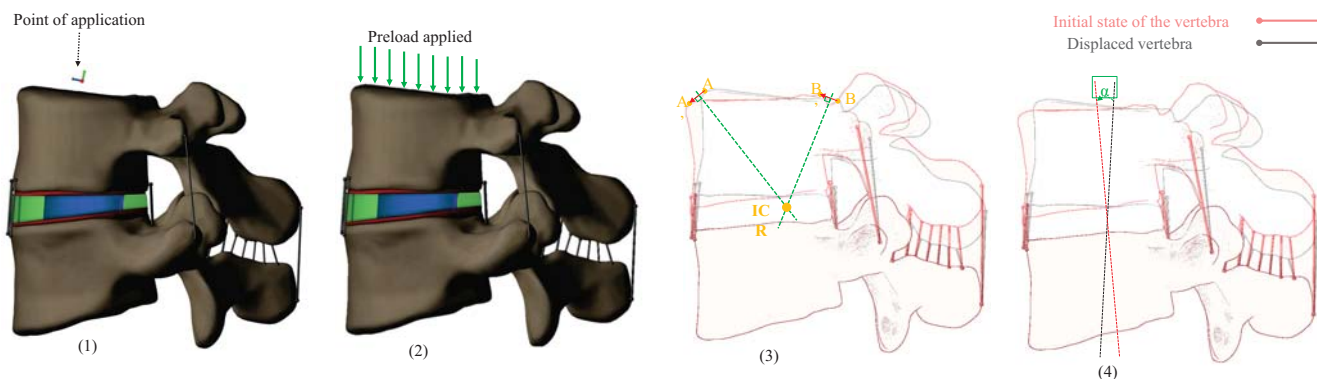 Point of application
Preload applied
Initial state of the vertebra
Displaced vertebra
A
A
'
B
'
B
IC
R
α
(1)
(2)
(3)
(4)